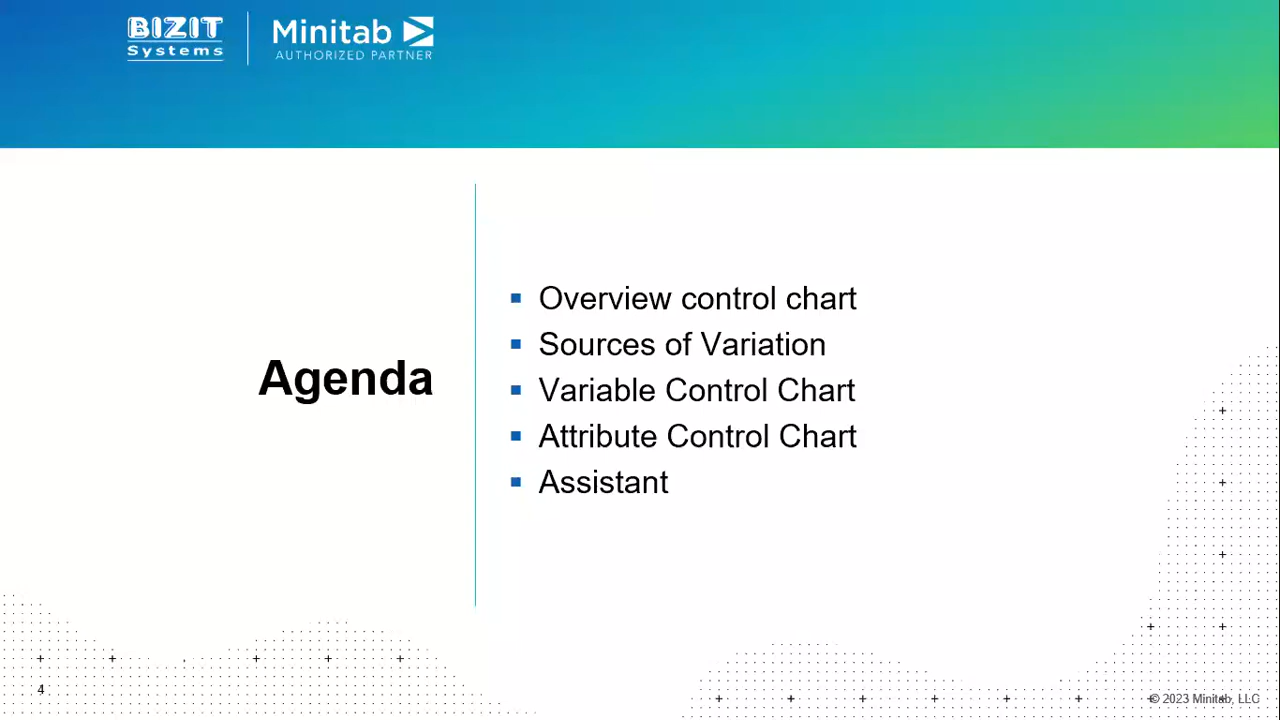 BIZIT
Systems
Minitab
AUTHORIZED PARTNER
Agenda
Overview control chart
Sources of Variation
Variable Control Chart
Attribute Control Chart
Assistant
4
© 2023 Minitab, LLC